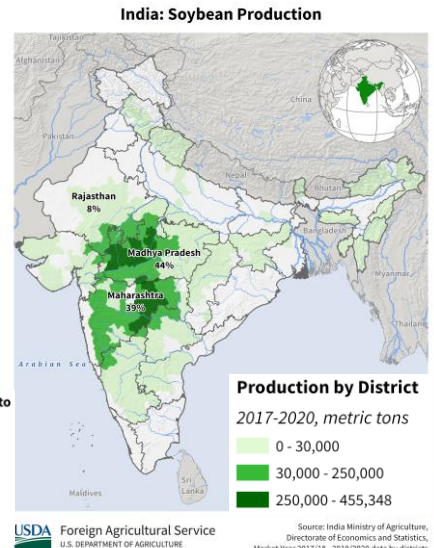 India: Soybean Production
Tajikistan
Afghanistan
China
Pakistan
Nepal
Bhutan
Rajasthan
8%
Bangladesh
Madhya Pradesh
44%
Myanmar
Maharashtra
39%
Thailand
Arabian Sea
to
Production by District
2017-2020, metric tons
0 - 30,000
30,000 - 250,000
250,000 - 455,348
Maldives
Sri
Lanka
USDA
Foreign Agricultural Service
U.S. DEPARTMENT OF AGRICULTURE
Source: India Ministry of Agriculture,
Directorate of Economics and Statistics,